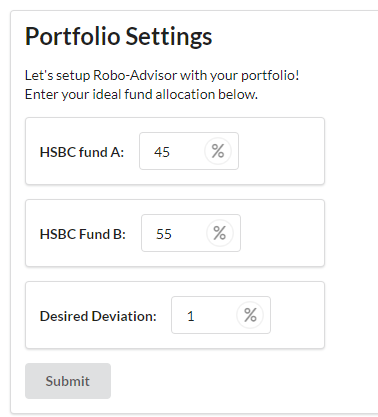 Portfolio Settings
Let's setup Robo-Advisor with your portfolio!
Enter your ideal fund allocation below.
HSBC fund A: 45 %
HSBC Fund B: 55 %
Desired Deviation: 1 %
Submit